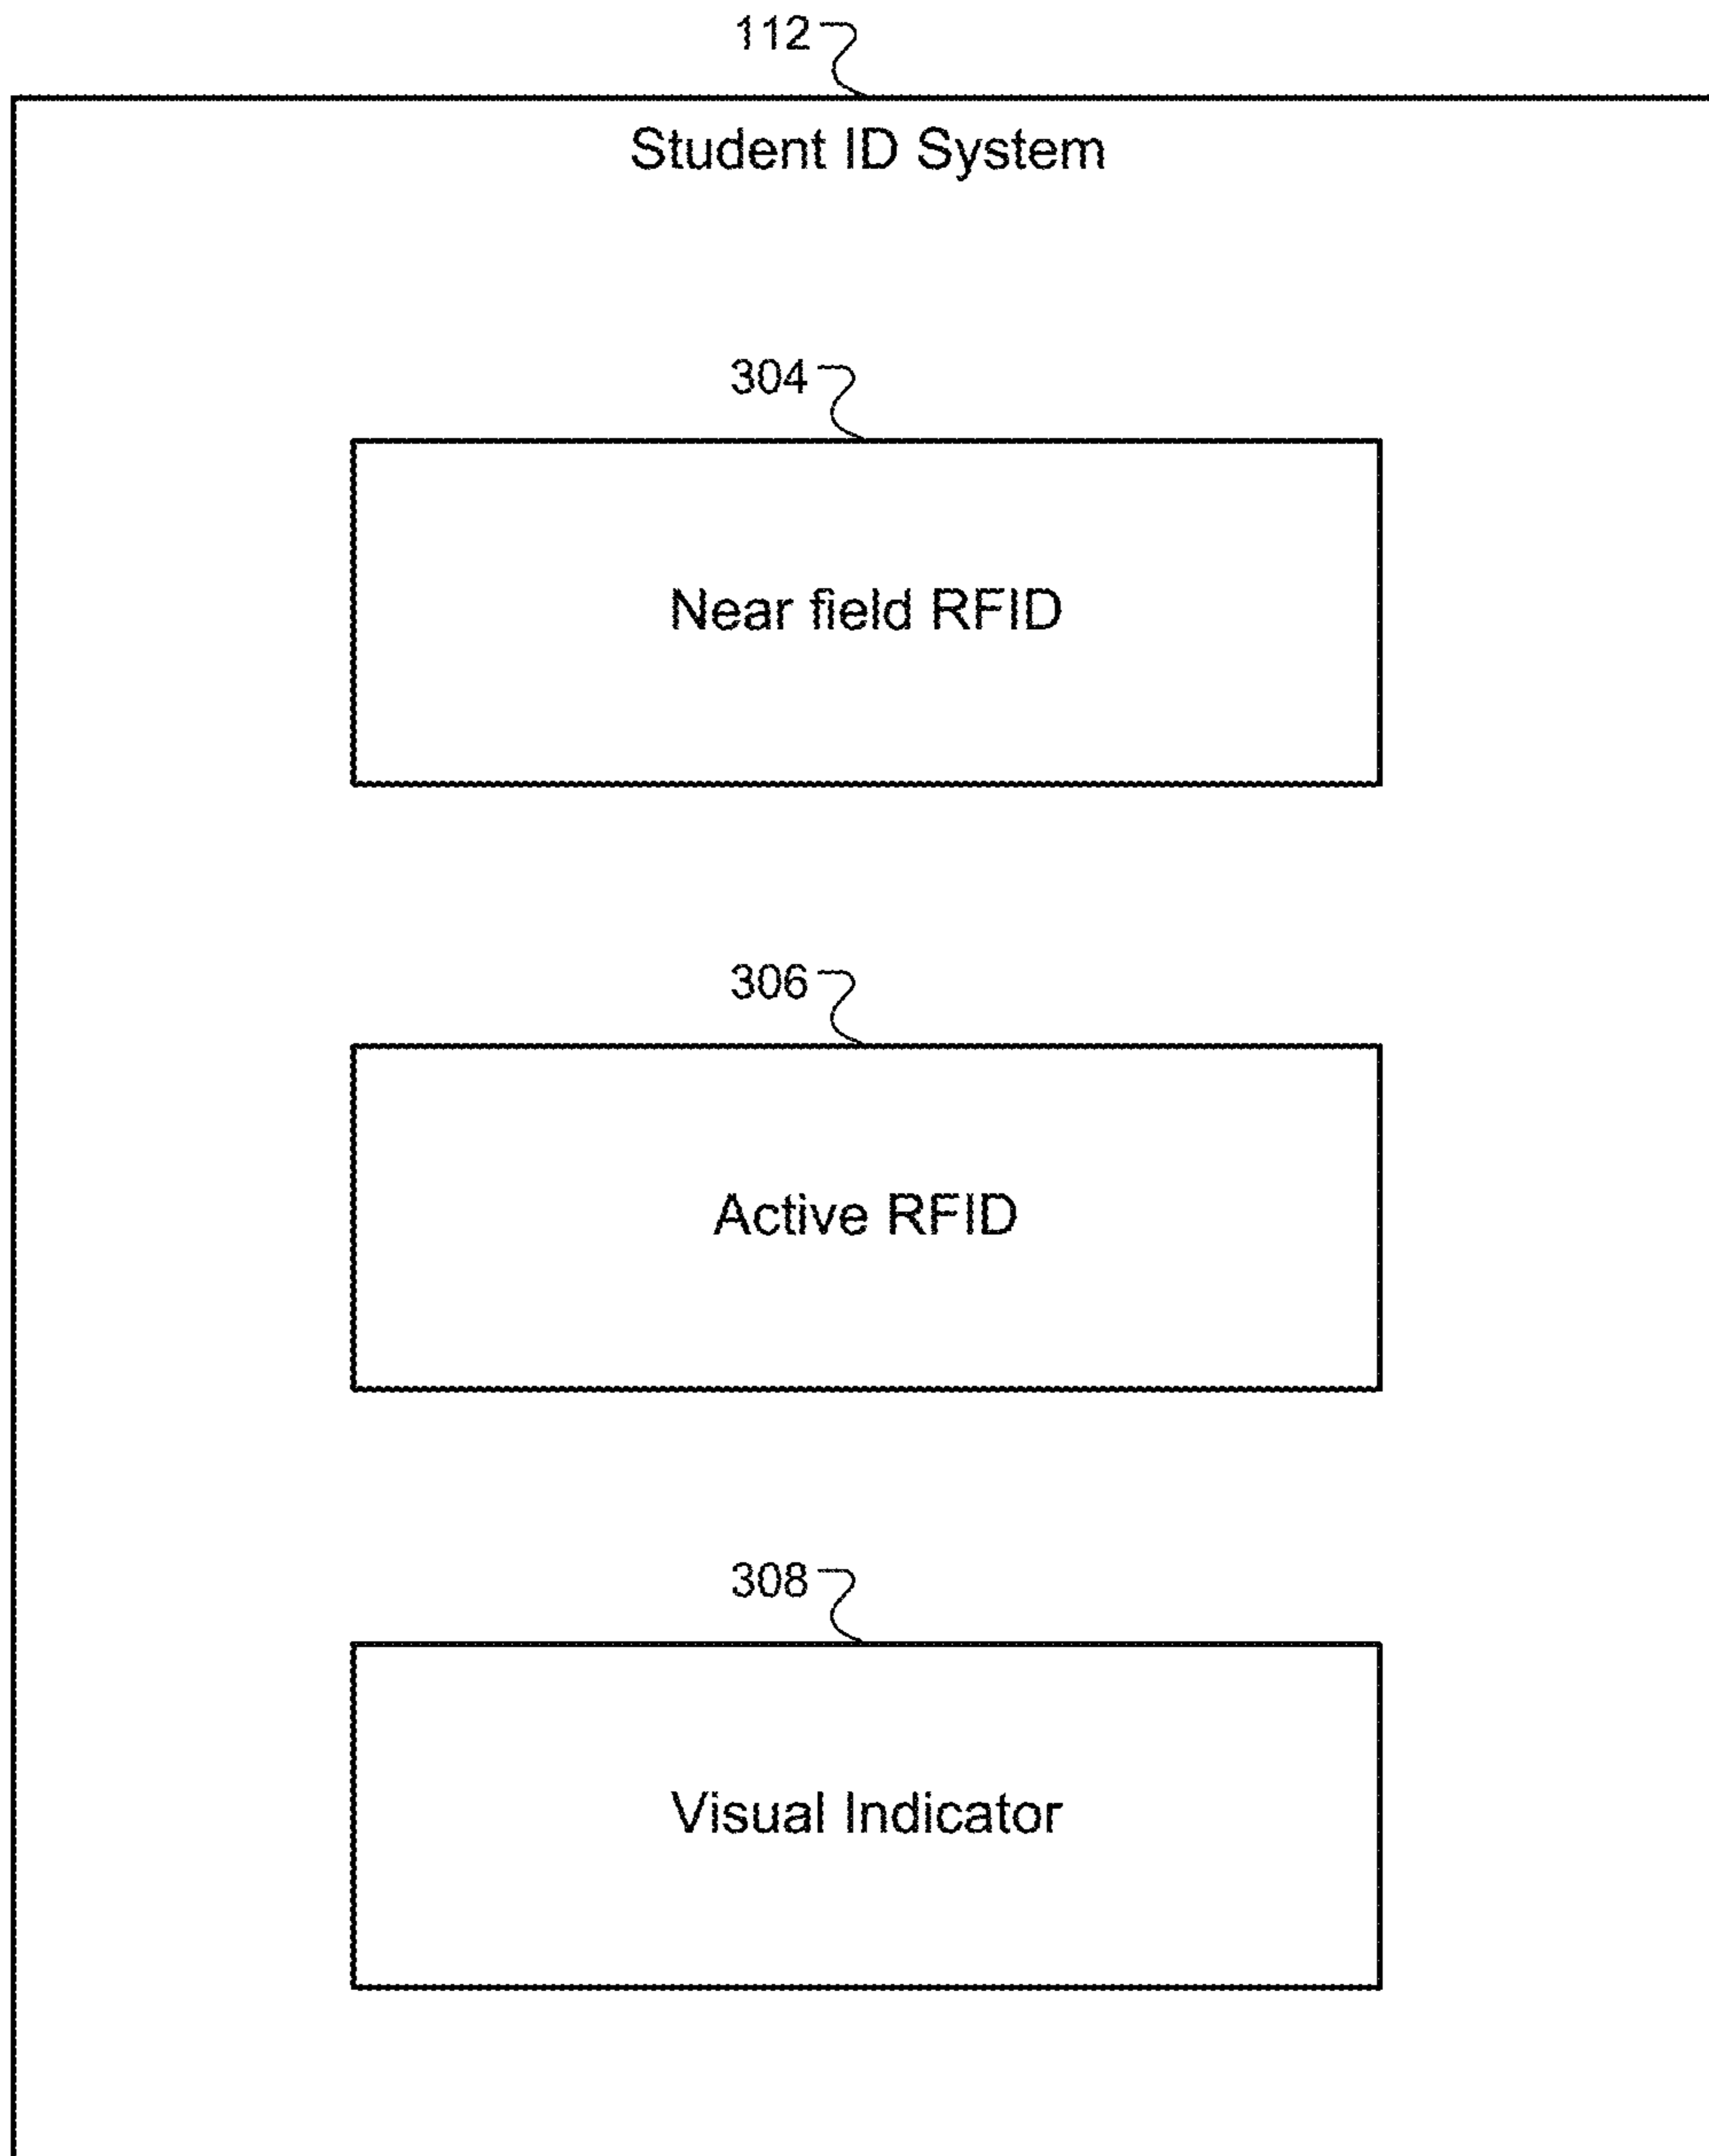 112
Student ID System
304
Near field RFID
306
Active RFID
308
Visual Indicator